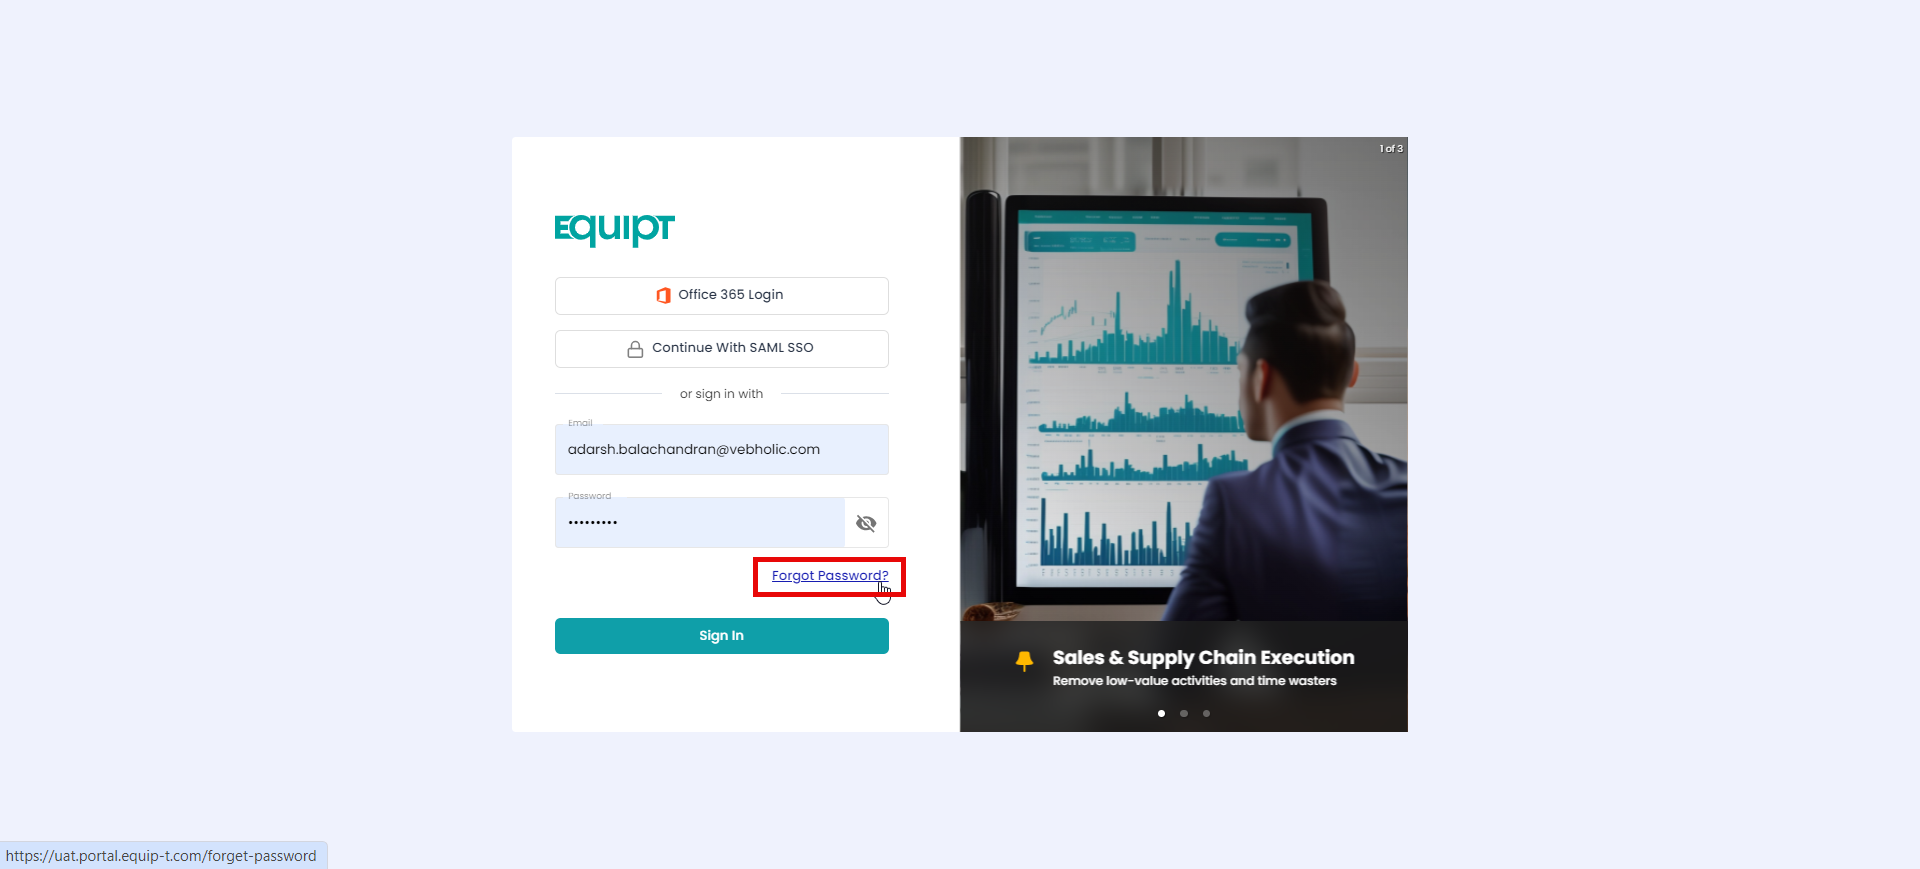 EQUIPT
Office 365 Login
Continue With SAML SSO
or sign in with
Email
adarsh.balachandran@vebholic.com
Password
•••••••••
Forgot Password?
Sign In
1 of 3
Sales & Supply Chain Execution
Remove low-value activities and time wasters
https://uat.portal.equip-t.com/forget-password